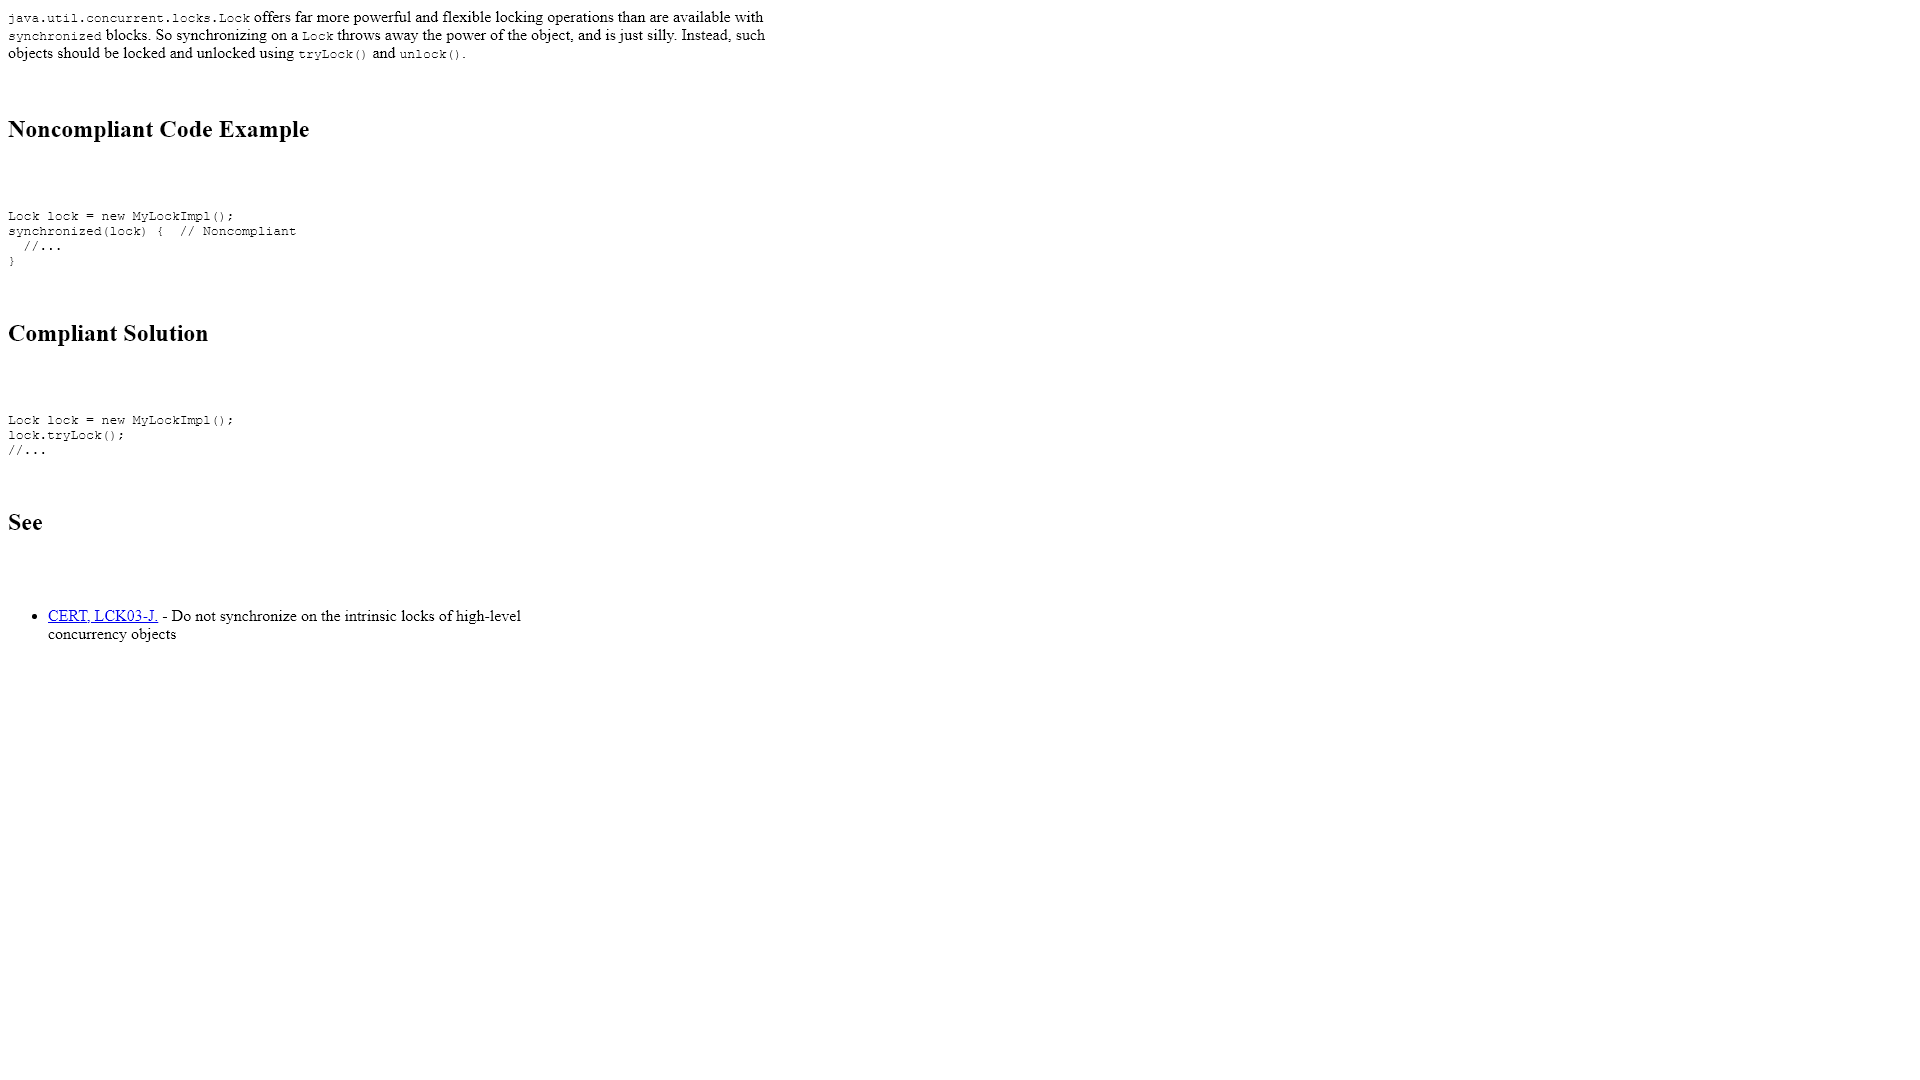 java.util.concurrent.locks.Lock offers far more powerful and flexible locking operations than are available with
synchronized blocks. So synchronizing on a Lock throws away the power of the object, and is just silly. Instead, such
objects should be locked and unlocked using tryLock() and unlock().
Noncompliant Code Example
Lock lock = new MyLockImpl();
synchronized(lock) {  // Noncompliant
  //...
}
Compliant Solution
Lock lock = new MyLockImpl();
lock.tryLock();
//...
See
• CERT, LCK03-J. - Do not synchronize on the intrinsic locks of high-level
concurrency objects